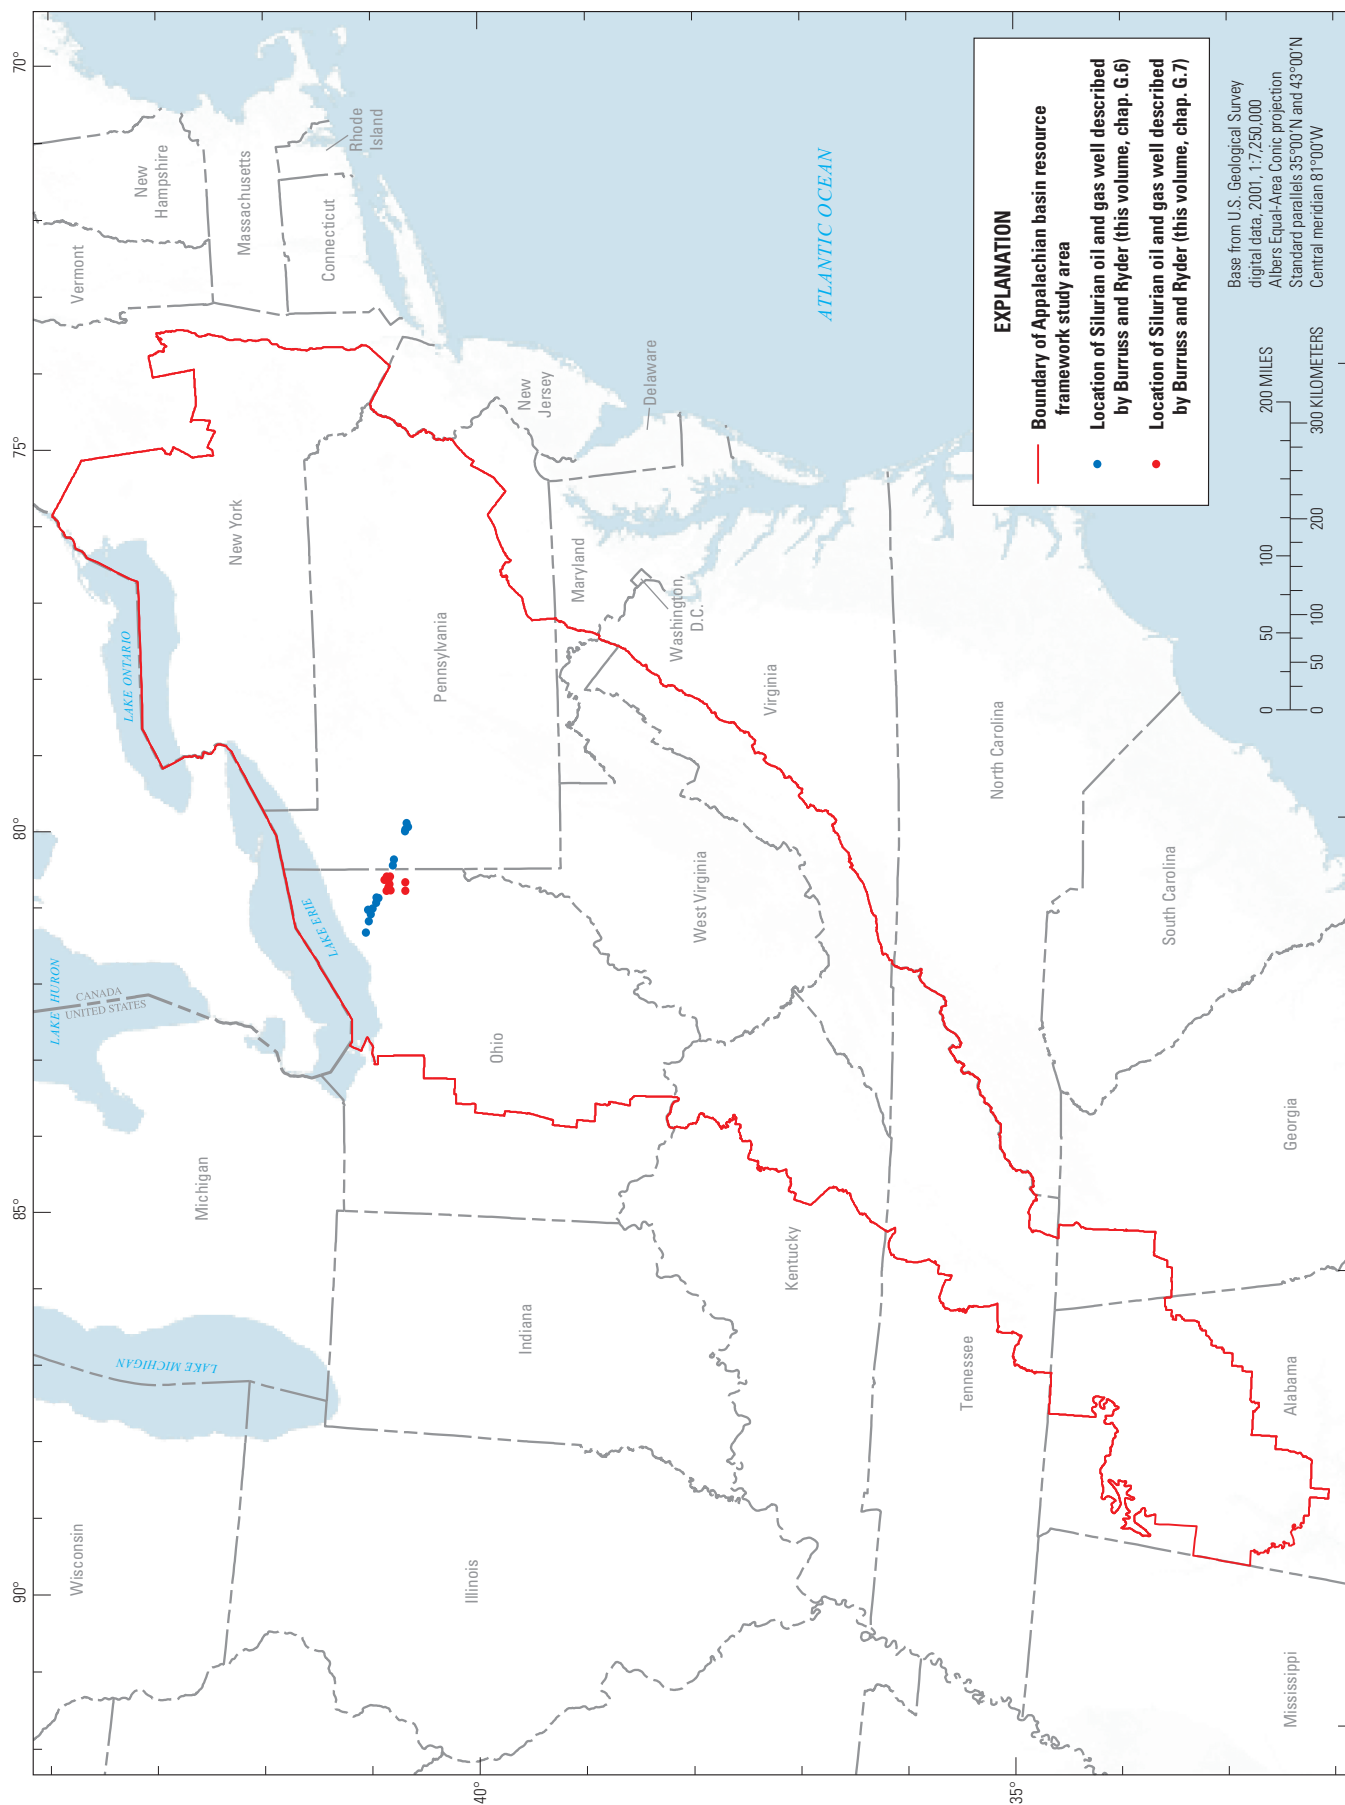 70°
75°
80°
85°
90°
40°
35°
LAKE HURON
CANADA
UNITED STATES
LAKE ONTARIO
LAKE ERIE
LAKE MICHIGAN
ATLANTIC OCEAN
Wisconsin
Michigan
New York
Vermont
New
Hampshire
Massachusetts
Connecticut
Rhode
Island
Illinois
Indiana
Ohio
Pennsylvania
New
Jersey
Delaware
Maryland
Washington,
D.C.
West Virginia
Virginia
Kentucky
Tennessee
North Carolina
South Carolina
Mississippi
Alabama
Georgia
EXPLANATION
Boundary of Appalachian basin resource
framework study area
Location of Silurian oil and gas well described
by Burruss and Ryder (this volume, chap. G.6)
Location of Silurian oil and gas well described
by Burruss and Ryder (this volume, chap. G.7)
0 50 100 200 MILES
0 50 100 200 300 KILOMETERS
Base from U.S. Geological Survey
digital data, 2001, 1:7,250,000
Albers Equal-Area Conic projection
Standard parallels 35°00'N and 43°00'N
Central meridian 81°00'W